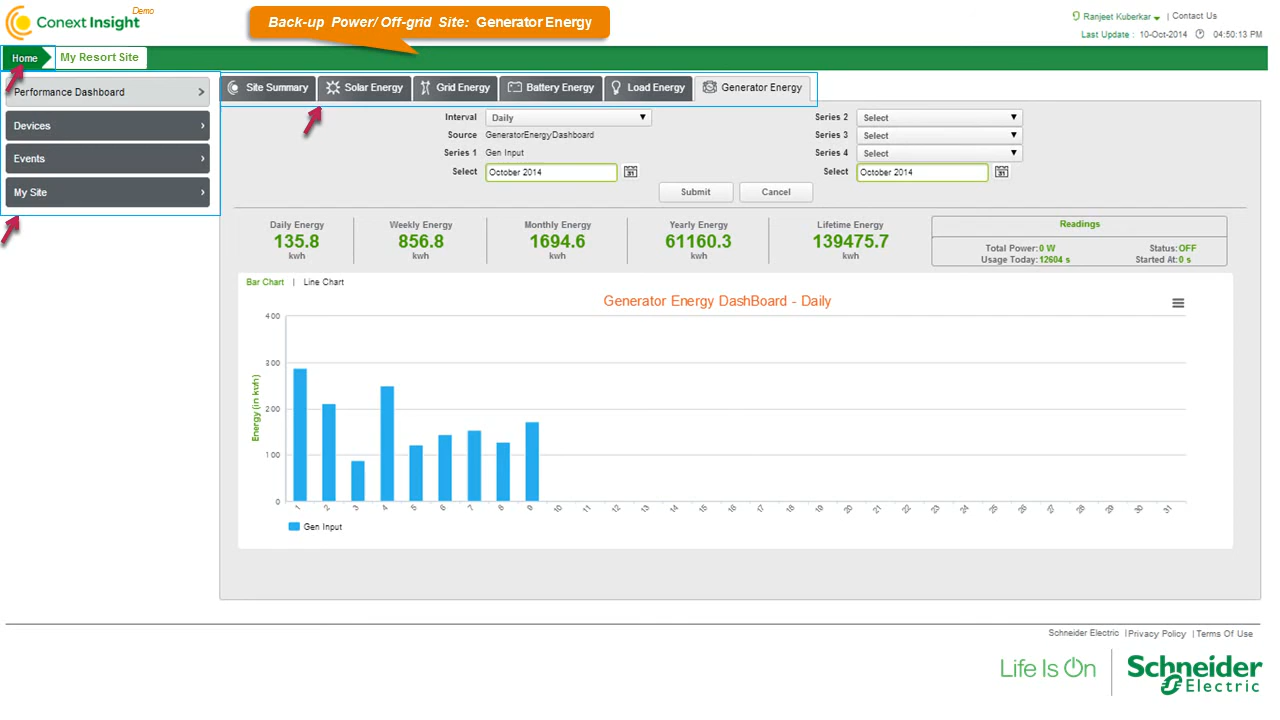 Conext Insight Demo
Back-up Power/ Off-grid Site: Generator Energy
Ranjeet Kuberkar | Contact Us
Last Update : 10-Oct-2014 04:50:13 PM
Home My Resort Site
Performance Dashboard
Devices
Events
My Site
Site Summary Solar Energy Grid Energy Battery Energy Load Energy Generator Energy
Interval Daily
Source GeneratorEnergyDashboard
Series 1 Gen Input
Select October 2014
Series 2 Select
Series 3 Select
Series 4 Select
Select October 2014
Submit Cancel
Daily Energy
135.8
kwh
Weekly Energy
856.8
kwh
Monthly Energy
1694.6
kwh
Yearly Energy
61160.3
kwh
Lifetime Energy
139475.7
kwh
Readings
Total Power:0 W Status:OFF
Usage Today:12604 s Started At:0 s
Bar Chart | Line Chart
Generator Energy DashBoard - Daily
Energy (in kwh)
400
300
200
100
0
1 2 3 4 5 6 7 8 9 10 11 12 13 14 15 16 17 18 19 20 21 22 23 24 25 26 27 28 29 30 31
Gen Input
Schneider Electric | Privacy Policy | Terms Of Use
Life Is On
Schneider
Electric